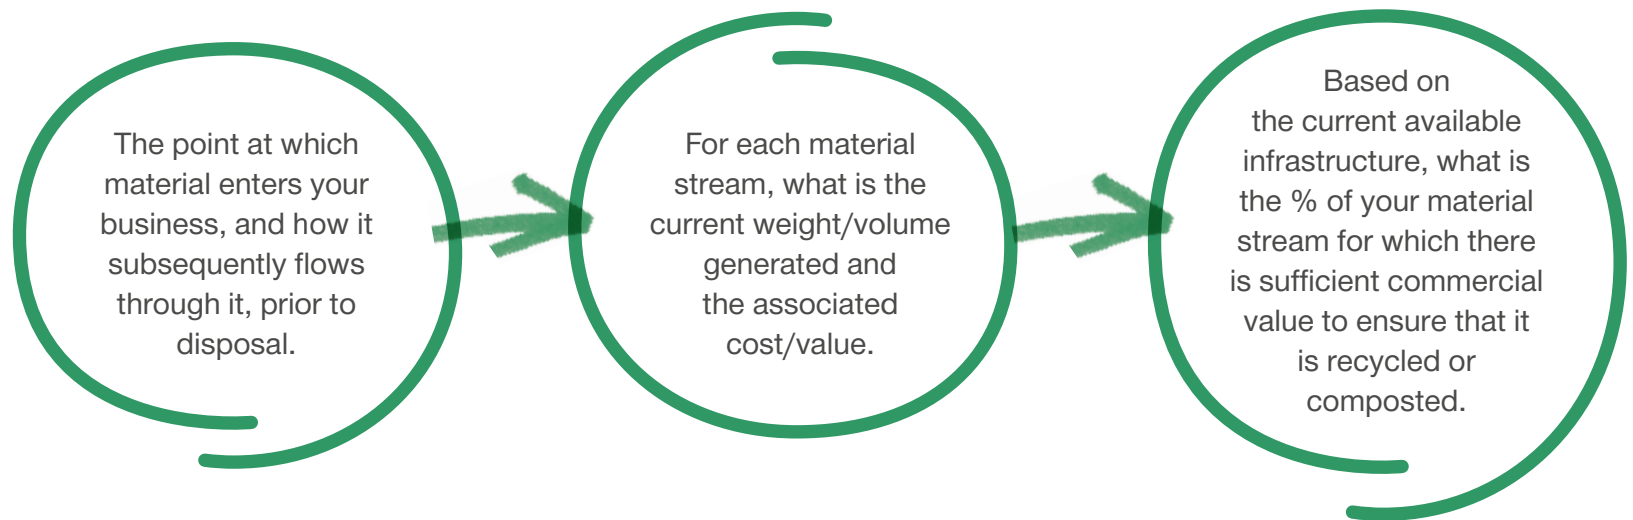 The point at which
material enters your
business, and how it
subsequently flows
through it, prior to
disposal.
For each material
stream, what is the
current weight/volume
generated and
the associated
cost/value.
Based on
the current available
infrastructure, what is
the % of your material
stream for which there
is sufficient commercial
value to ensure that it
is recycled or
composted.